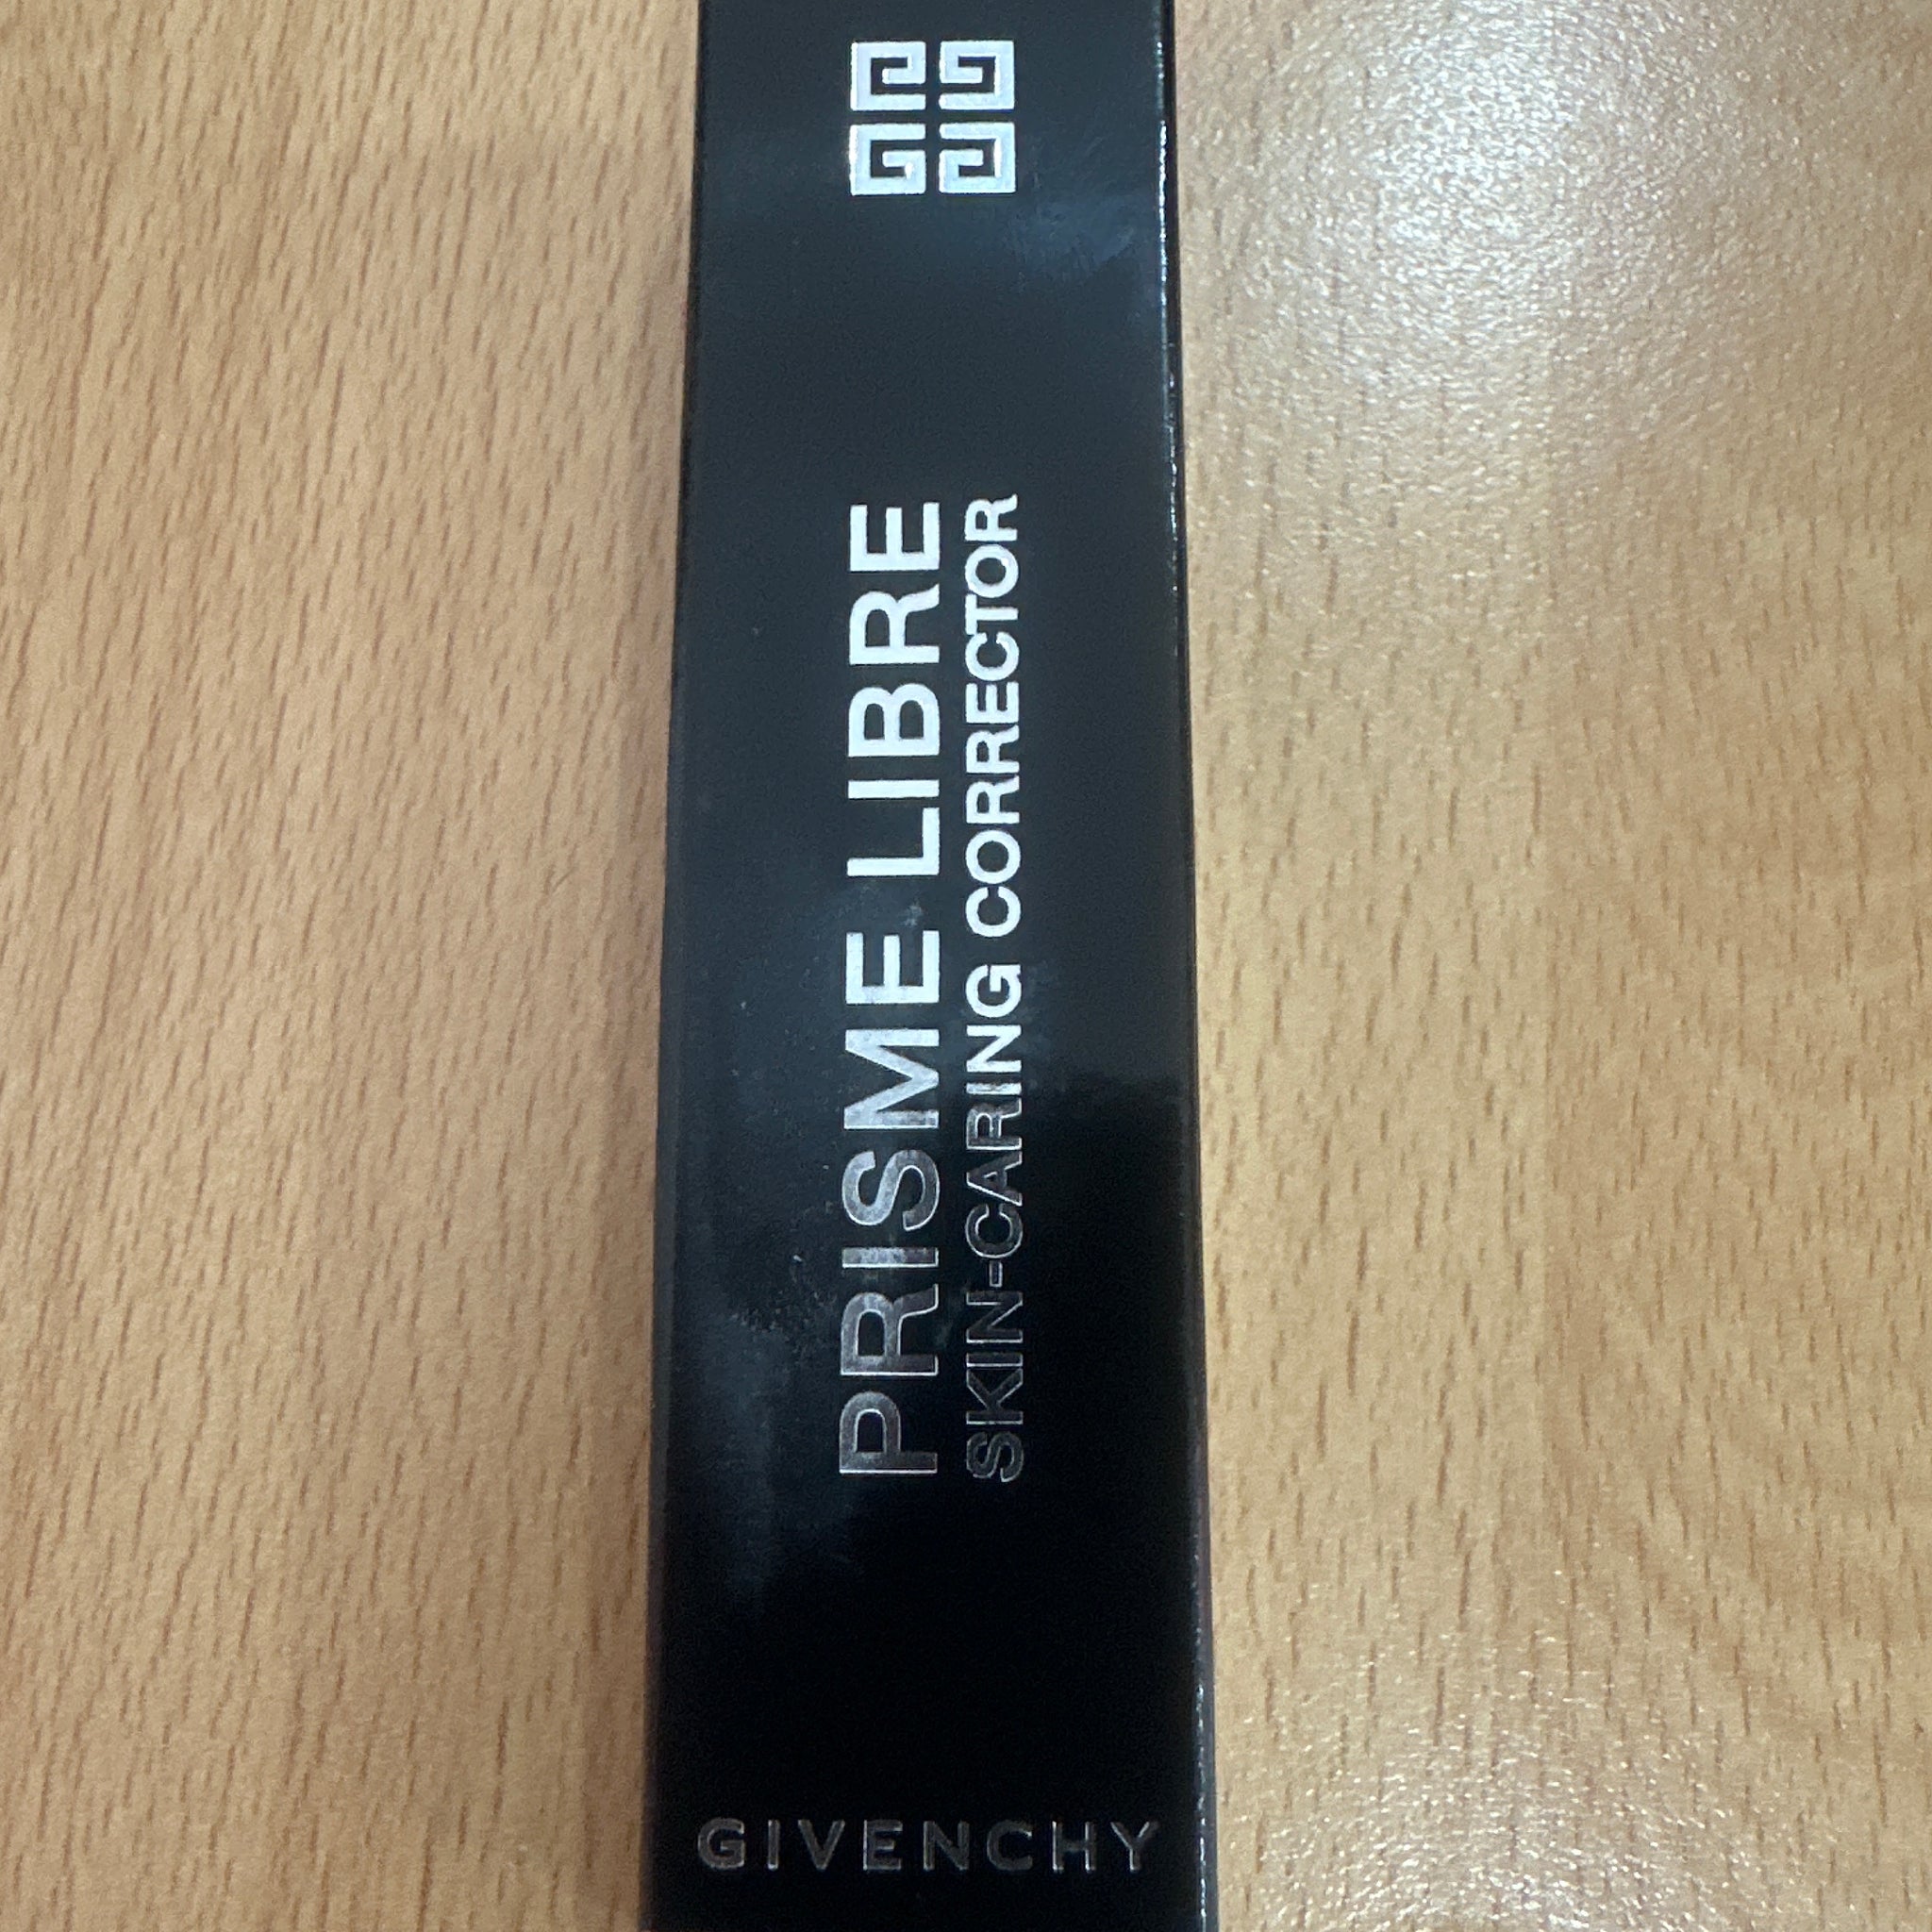 PRISME LIBRE
SKIN-CARING CORRECTOR
GIVENCHY